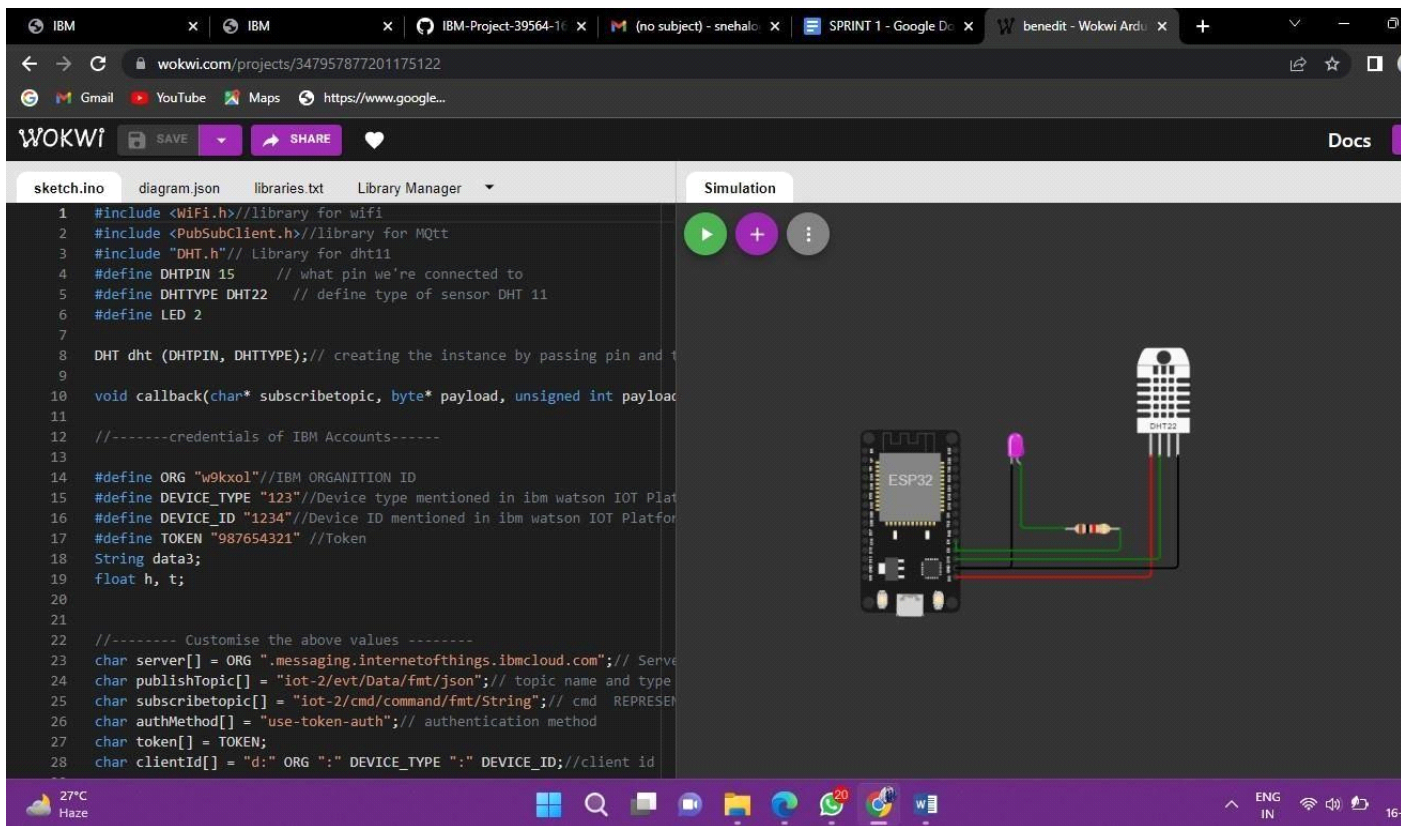 IBM
IBM
IBM-Project-39564-16
(no subject) - snehalo
SPRINT 1 - Google Do
benedit - Wokwi Ardu
wokwi.com/projects/347957877201175122
Gmail
YouTube
Maps
https://www.google...
WOKWI
SAVE
SHARE
Docs
sketch.ino
diagram.json
libraries.txt
Library Manager
Simulation
1 #include <WiFi.h>//library for wifi
2 #include <PubSubClient.h>//library for MQtt
3 #include "DHT.h"// Library for dht11
4 #define DHTPIN 15 // what pin we're connected to
5 #define DHTTYPE DHT22 // define type of sensor DHT 11
6 #define LED 2
7
8 DHT dht (DHTPIN, DHTTYPE);// creating the instance by passing pin and t
9
10 void callback(char* subscribetopic, byte* payload, unsigned int payload
11
12 //-------credentials of IBM Accounts------
13
14 #define ORG "w9kxol"//IBM ORGANITION ID
15 #define DEVICE_TYPE "123"//Device type mentioned in ibm watson IOT Plat
16 #define DEVICE_ID "1234"//Device ID mentioned in ibm watson IOT Platfor
17 #define TOKEN "987654321" //Token
18 String data3;
19 float h, t;
20
21
22 //-------- Customise the above values --------
23 char server[] = ORG ".messaging.internetofthings.ibmcloud.com";// Serve
24 char publishTopic[] = "iot-2/evt/Data/fmt/json";// topic name and type
25 char subscribetopic[] = "iot-2/cmd/command/fmt/String";// cmd REPRESEN
26 char authMethod[] = "use-token-auth";// authentication method
27 char token[] = TOKEN;
28 char clientId[] = "d:" ORG ":" DEVICE_TYPE ":" DEVICE_ID;//client id
DHT22
ESP32
27°C
Haze
20
ENG
IN
16-